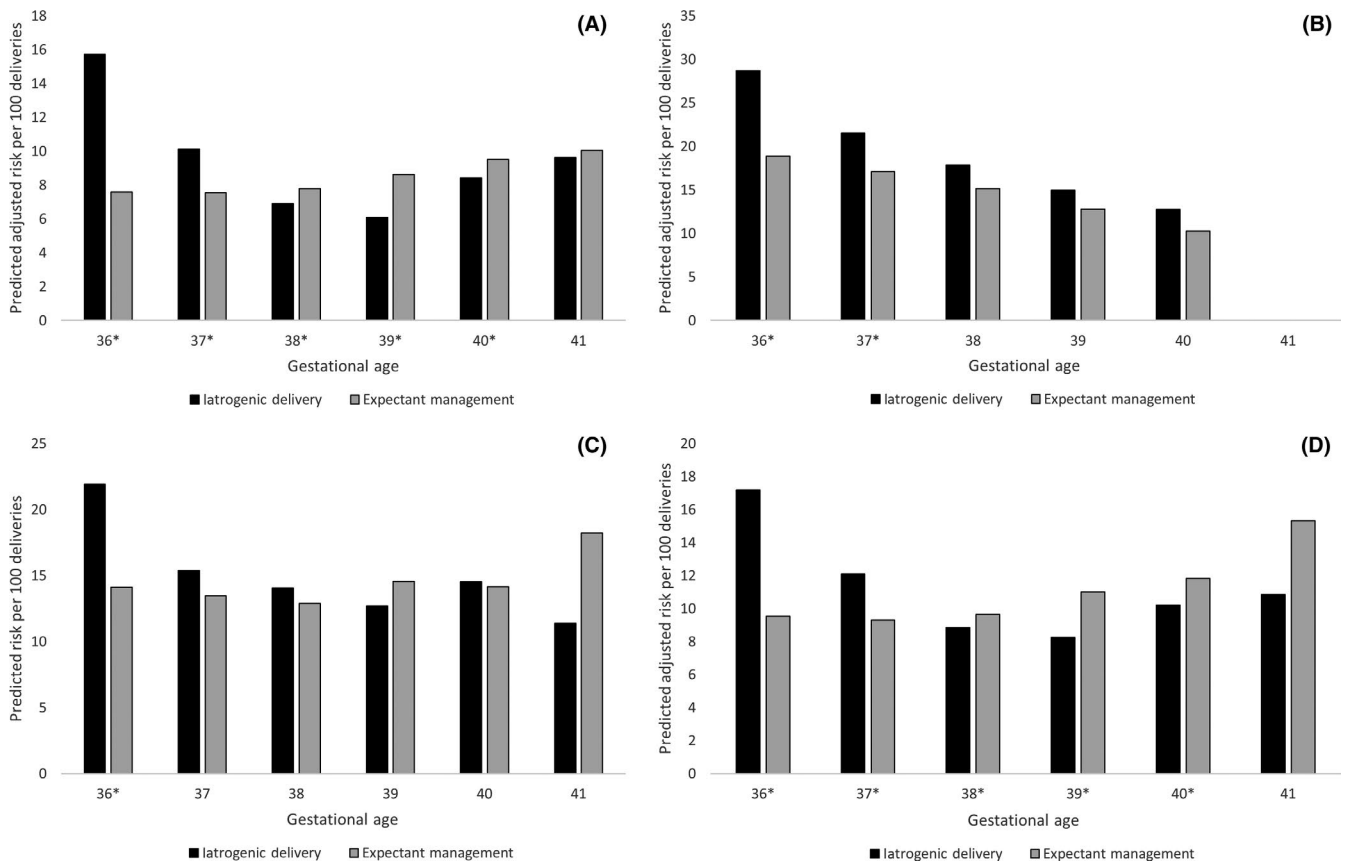 (A)
Predicted adjusted risk per 100 deliveries
18
16
14
12
10
8
6
4
2
0
36* 37* 38* 39* 40* 41
Gestational age
Iatrogenic delivery Expectant management
(B)
Predicted adjusted risk per 100 deliveries
35
30
25
20
15
10
5
0
36* 37* 38 39 40 41
Gestational age
Iatrogenic delivery Expectant management
(C)
Predicted risk per 100 deliveries
25
20
15
10
5
0
36* 37 38 39 40 41
Gestational age
Iatrogenic delivery Expectant management
(D)
Predicted adjusted risk per 100 deliveries
20
18
16
14
12
10
8
6
4
2
0
36* 37* 38* 39* 40* 41
Gestational age
Iatrogenic delivery Expectant management